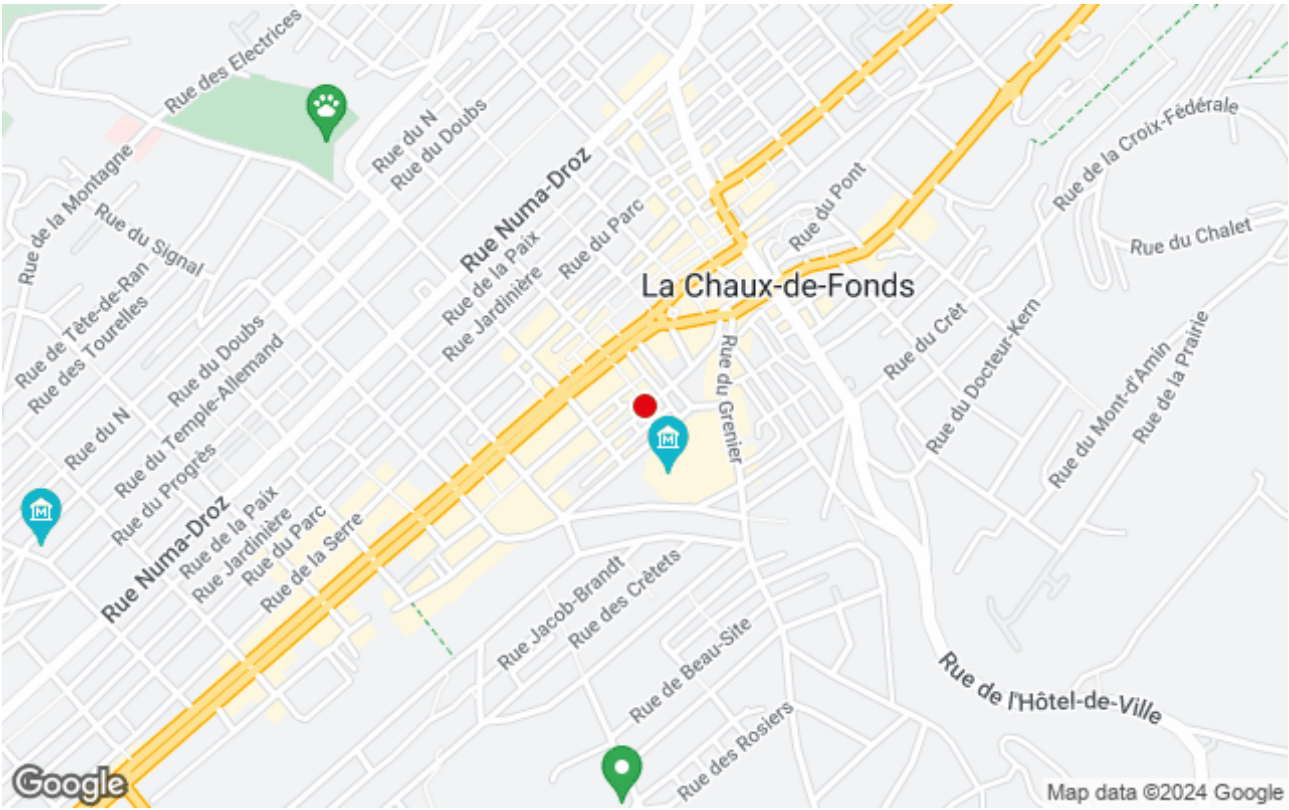 Rue des Electrices
Rue du N
Rue du Doubs
Rue de la Croix-Fédérale
Rue de la Montagne
Rue Numa-Droz
Rue du Pont
Rue du Parc
Rue du Signal
Rue de la Paix
Rue du Chalet
Rue Jardinière
La Chaux-de-Fonds
Rue de Tête-de-Ran
Rue des Tourelles
Rue du Doubs
Rue du Crêt
Rue du Docteur-Kern
Rue du Grenier
Rue du Temple-Allemand
Rue du Mont-d'Amin
Rue de la Prairie
Rue du N
Rue du Progrès
M
M
Rue Numa-Droz
Rue de la Paix
Rue Jardinière
Rue du Parc
Rue de la Serre
Rue Jacob-Brandt
Rue des Crêtets
Rue de Beau-Site
Rue de l'Hôtel-de-Ville
Rue des Rosiers
Google
Map data ©2024 Google